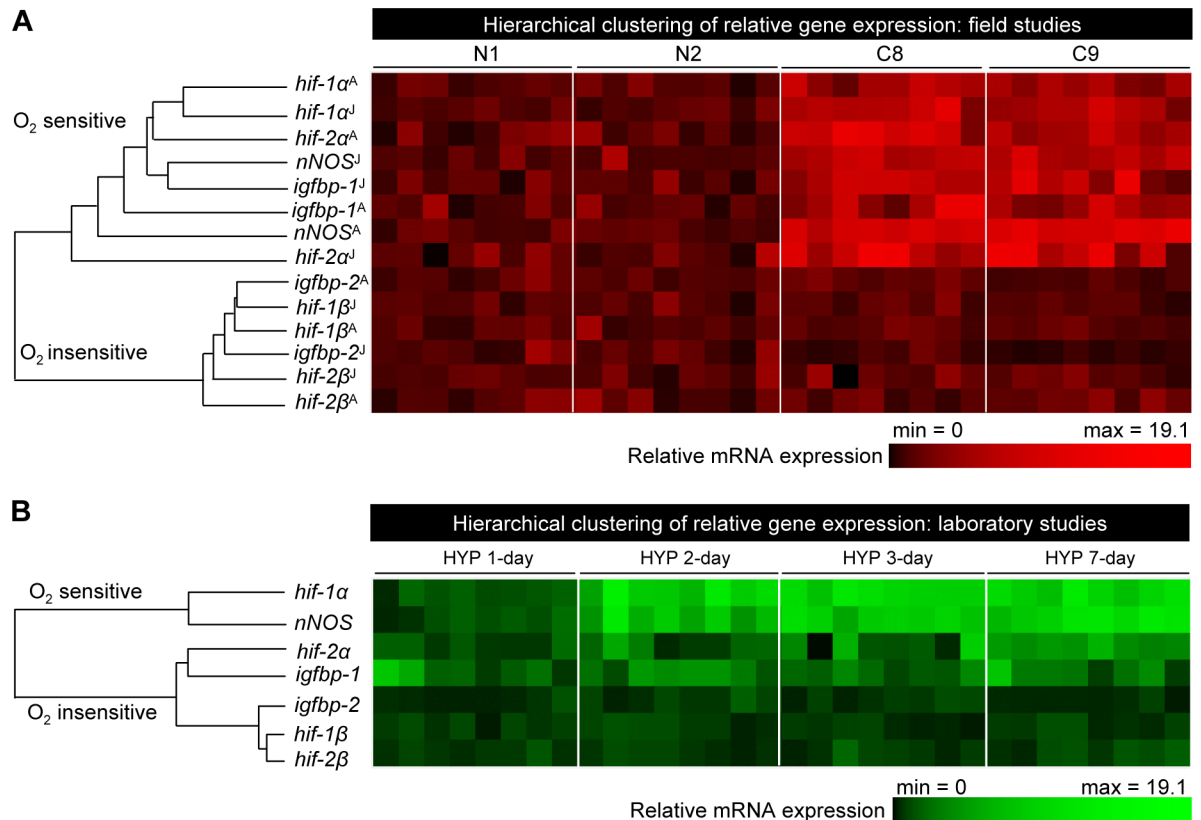 A
Hierarchical clustering of relative gene expression: field studies
N1 N2 C8 C9
O₂ sensitive
hif-1αᴬ
hif-1αᴶ
hif-2αᴬ
nNOSᴶ
igfbp-1ᴶ
igfbp-1ᴬ
nNOSᴬ
hif-2αᴶ
O₂ insensitive
igfbp-2ᴬ
hif-1βᴶ
hif-1βᴬ
igfbp-2ᴶ
hif-2βᴶ
hif-2βᴬ
min = 0 max = 19.1
Relative mRNA expression
B
Hierarchical clustering of relative gene expression: laboratory studies
HYP 1-day HYP 2-day HYP 3-day HYP 7-day
O₂ sensitive
hif-1α
nNOS
O₂ insensitive
hif-2α
igfbp-1
igfbp-2
hif-1β
hif-2β
min = 0 max = 19.1
Relative mRNA expression